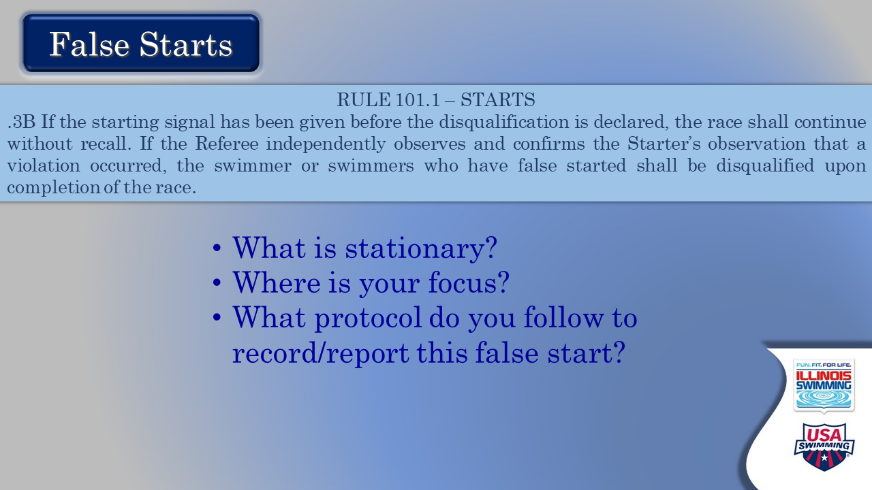 False Starts
RULE 101.1 – STARTS
.3B If the starting signal has been given before the disqualification is declared, the race shall continue
without recall. If the Referee independently observes and confirms the Starter’s observation that a
violation occurred, the swimmer or swimmers who have false started shall be disqualified upon
completion of the race.
• What is stationary?
• Where is your focus?
• What protocol do you follow to
record/report this false start?
FUN. FIT. FOR LIFE.
ILLINOIS
SWIMMING
USA
SWIMMING